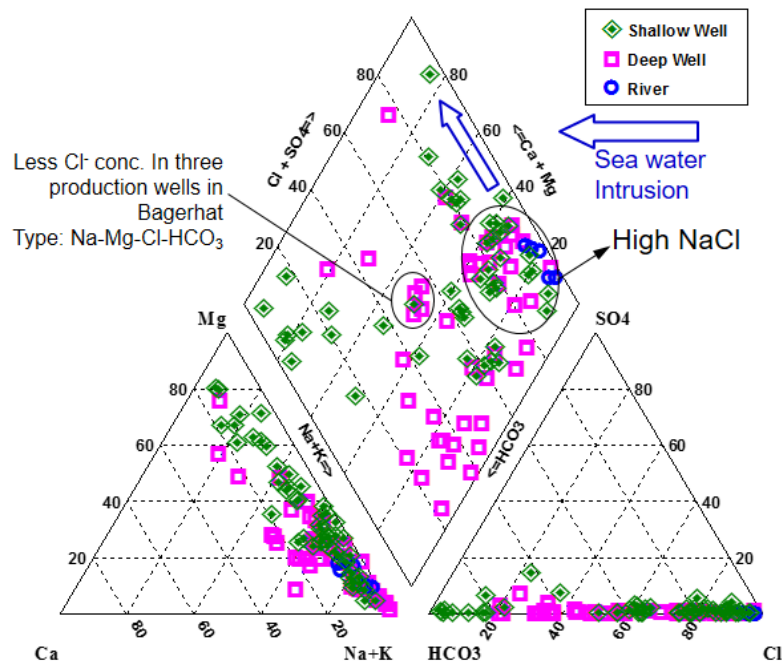 Shallow Well
Deep Well
River
80
80
60
60
40
40
20
20
Cl + SO4=>
<=Ca + Mg
Sea water
Intrusion
Less Cl- conc. In three
production wells in
Bagerhat
Type: Na-Mg-Cl-HCO3
High NaCl
Mg
SO4
Na+K=>
<=HCO3
80
60
40
20
80
60
40
20
80
60
40
20
20
40
60
80
Ca
Na+K
HCO3
Cl